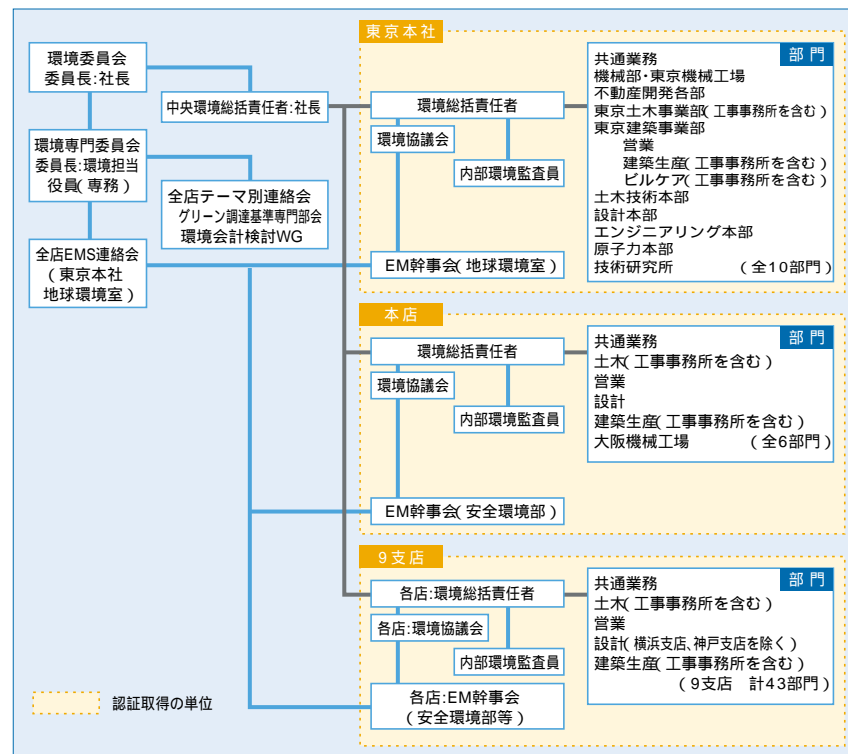 環境委員会
委員長:社長
中央環境総括責任者:社長
環境専門委員会
委員長:環境担当
役員(専務)
全店テーマ別連絡会
グリーン調達基準専門部会
環境会計検討WG
全店EMS連絡会
(東京本社
地球環境室)
東京本社
環境総括責任者
環境協議会
内部環境監査員
EM幹事会(地球環境室)
部門
共通業務
機械部・東京機械工場
不動産開発各部
東京土木事業部(工事事務所を含む)
東京建築事業部
営業
建築生産(工事事務所を含む)
ビルケア(工事事務所を含む)
土木技術本部
設計本部
エンジニアリング本部
原子力本部
技術研究所 (全10部門)
本店
環境総括責任者
環境協議会
内部環境監査員
EM幹事会(安全環境部)
部門
共通業務
土木(工事事務所を含む)
営業
設計
建築生産(工事事務所を含む)
大阪機械工場 (全6部門)
9支店
各店:環境総括責任者
各店:環境協議会
内部環境監査員
各店:EM幹事会
(安全環境部等)
部門
共通業務
土木(工事事務所を含む)
営業
設計(横浜支店、神戸支店を除く)
建築生産(工事事務所を含む)
(9支店 計43部門)
認証取得の単位